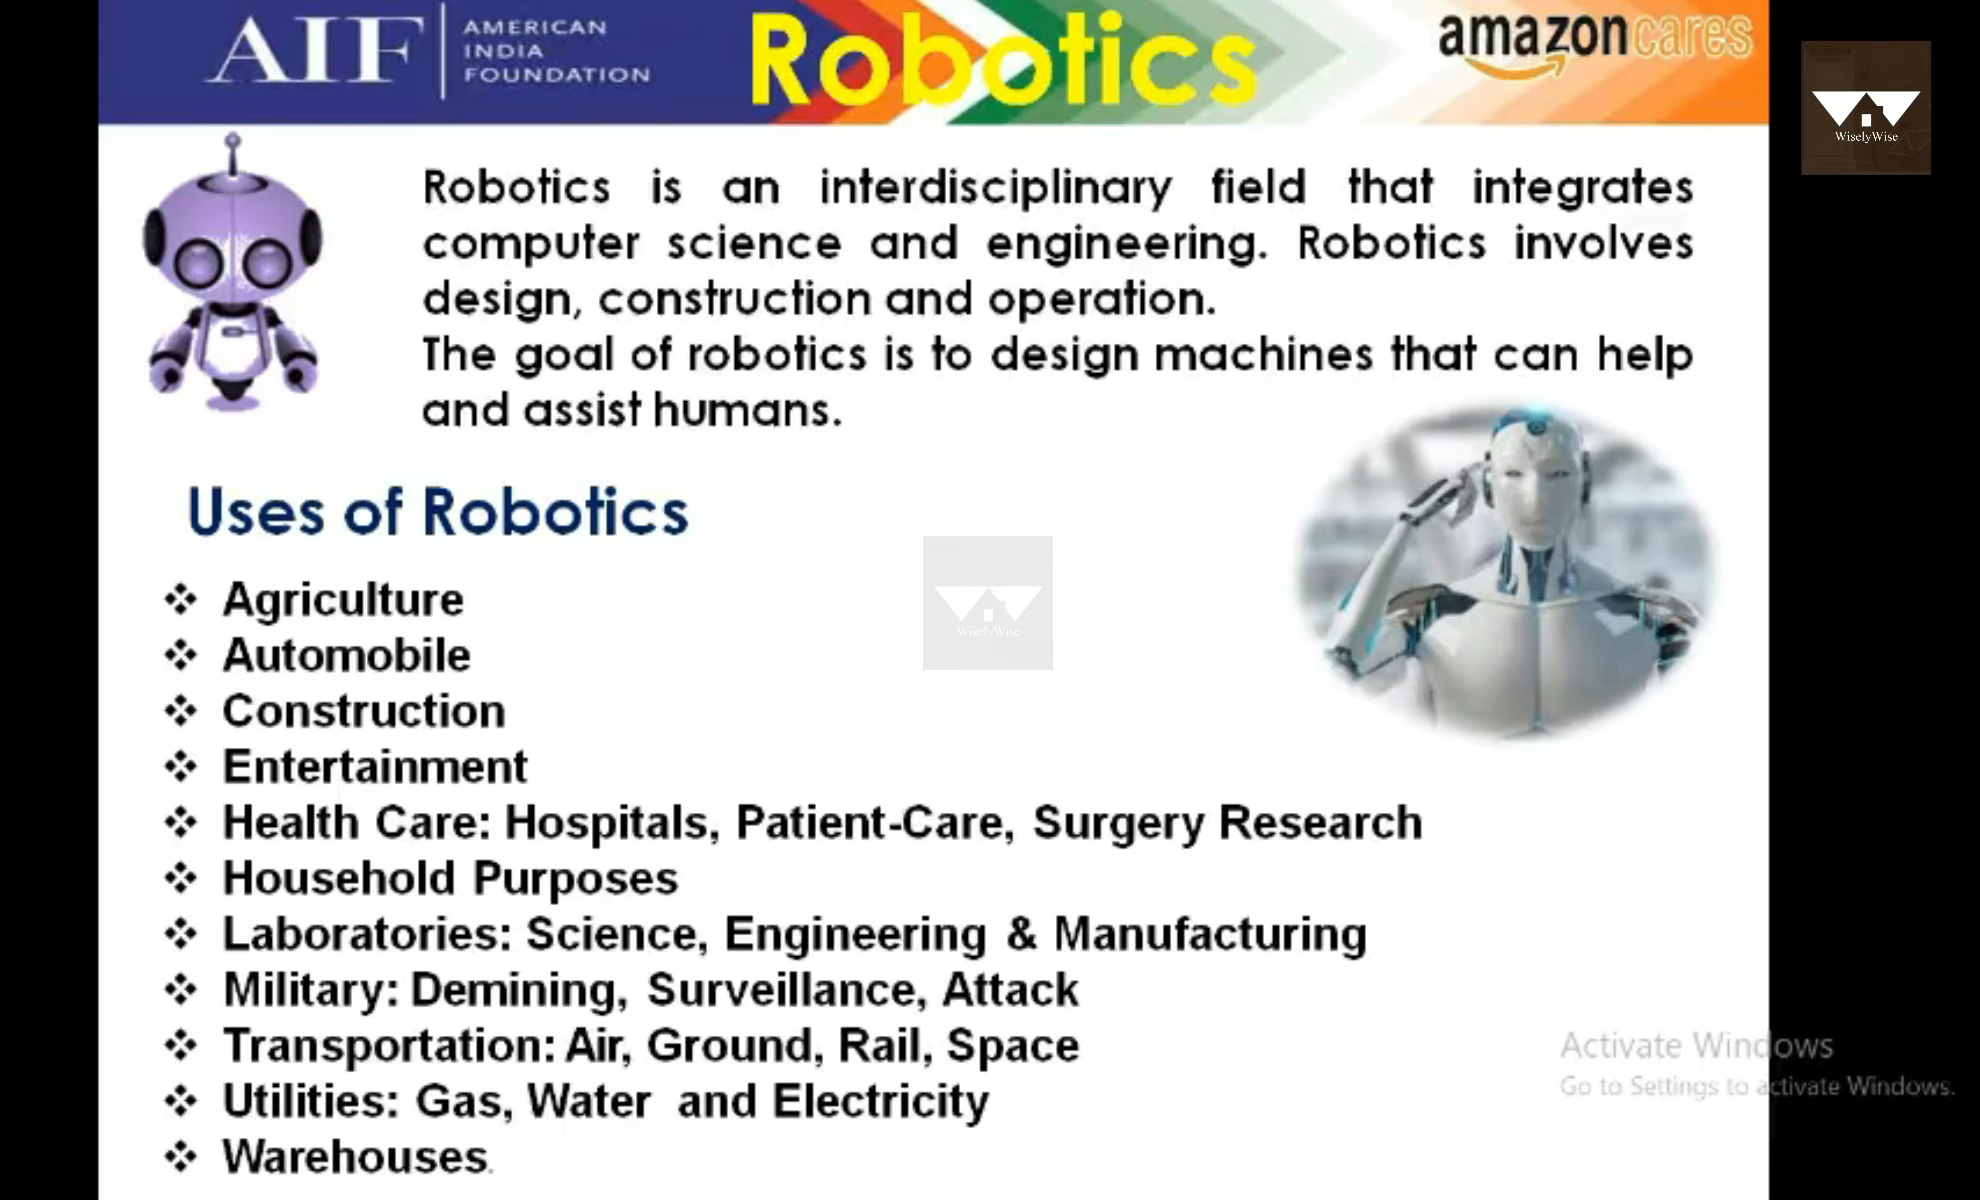 AIF
AMERICAN
INDIA
FOUNDATION
Robotics
amazoncares
WiselyWise
Robotics is an interdisciplinary field that integrates
computer science and engineering. Robotics involves
design, construction and operation.
The goal of robotics is to design machines that can help
and assist humans.
Uses of Robotics
WiselyWise
❖ Agriculture
❖ Automobile
❖ Construction
❖ Entertainment
❖ Health Care: Hospitals, Patient-Care, Surgery Research
❖ Household Purposes
❖ Laboratories: Science, Engineering & Manufacturing
❖ Military: Demining, Surveillance, Attack
❖ Transportation: Air, Ground, Rail, Space
❖ Utilities: Gas, Water and Electricity
❖ Warehouses.
Activate Windows
Go to Settings to activate Windows.